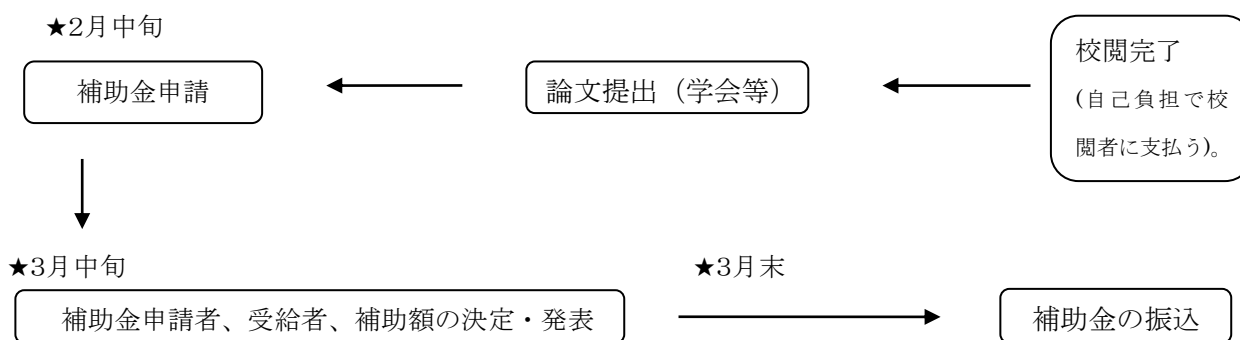 ★2月中旬
補助金申請
論文提出（学会等）
校閲完了
(自己負担で校
閲者に支払う)。
★3月中旬
補助金申請者、受給者、補助額の決定・発表
★3月末
補助金の振込